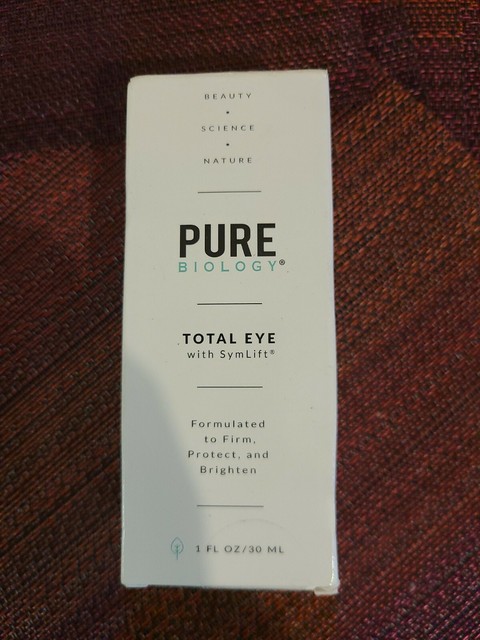 BEAUTY
•
SCIENCE
•
NATURE
PURE
BIOLOGY®
TOTAL EYE
with SymLift®
Formulated
to Firm,
Protect, and
Brighten
1 FL OZ/30 ML